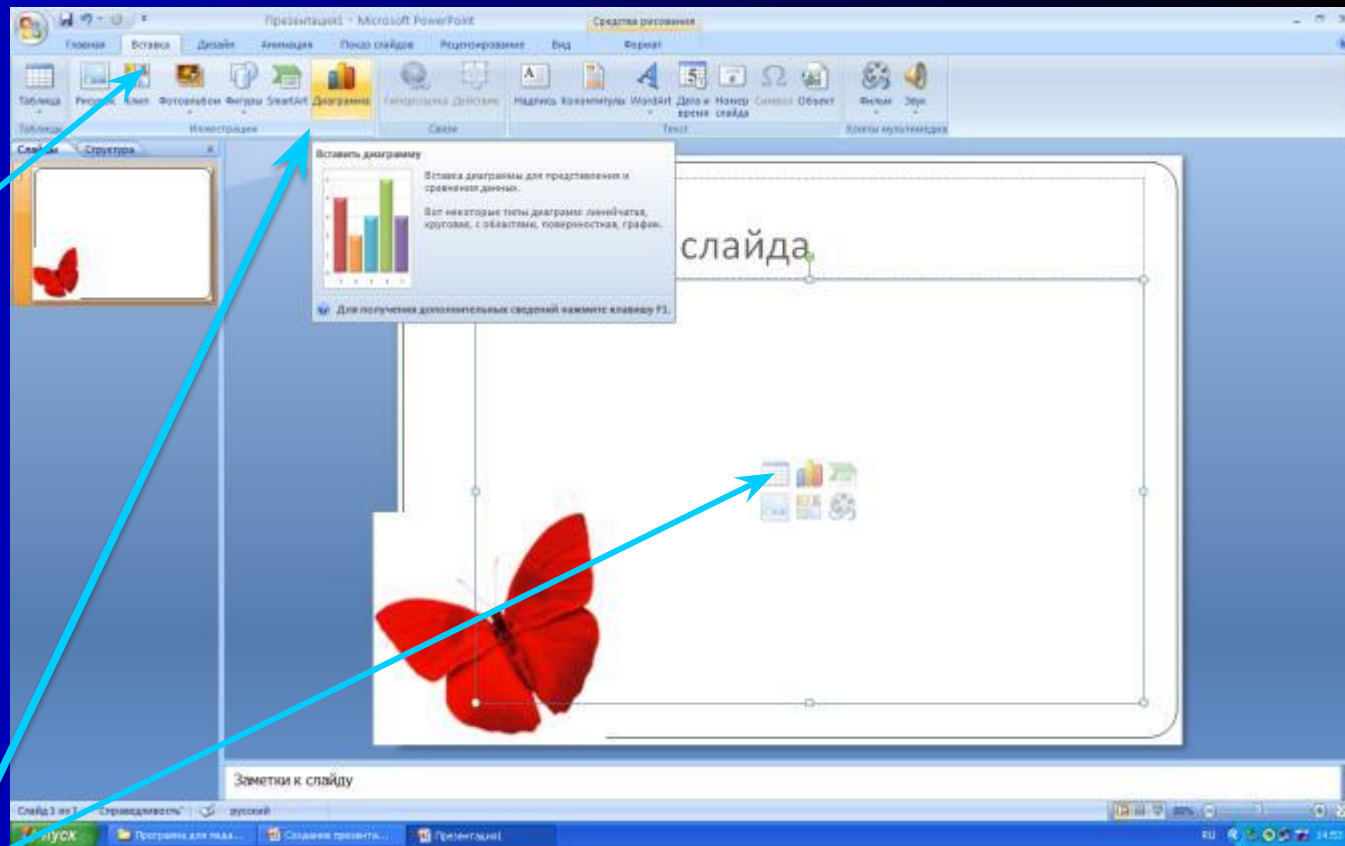 Презентация1 - Microsoft PowerPoint
Средства рисования
Главная Вставка Дизайн Анимация Показ слайдов Рецензирование Вид Формат
Таблица Рисунок Клип Фотоальбом Фигуры SmartArt Диаграмма Гиперссылка Действие Надпись Колонтитулы WordArt Дата и время Номер слайда Символ Объект Фильм Звук
Таблицы Иллюстрации Связи Текст Клипы мультимедиа
Слайды Структура
Вставить диаграмму
Вставка диаграммы для представления и
сравнения данных.
Вот некоторые типы диаграмм: линейчатая,
круговая, с областями, поверхностная, график.
Для получения дополнительных сведений нажмите клавишу F1.
слайда
Заметки к слайду
Слайд 1 из 1 "Справедливость" русский
80%
пуск
Программа для педа...
Создание презента...
Презентация1
RU
14:53